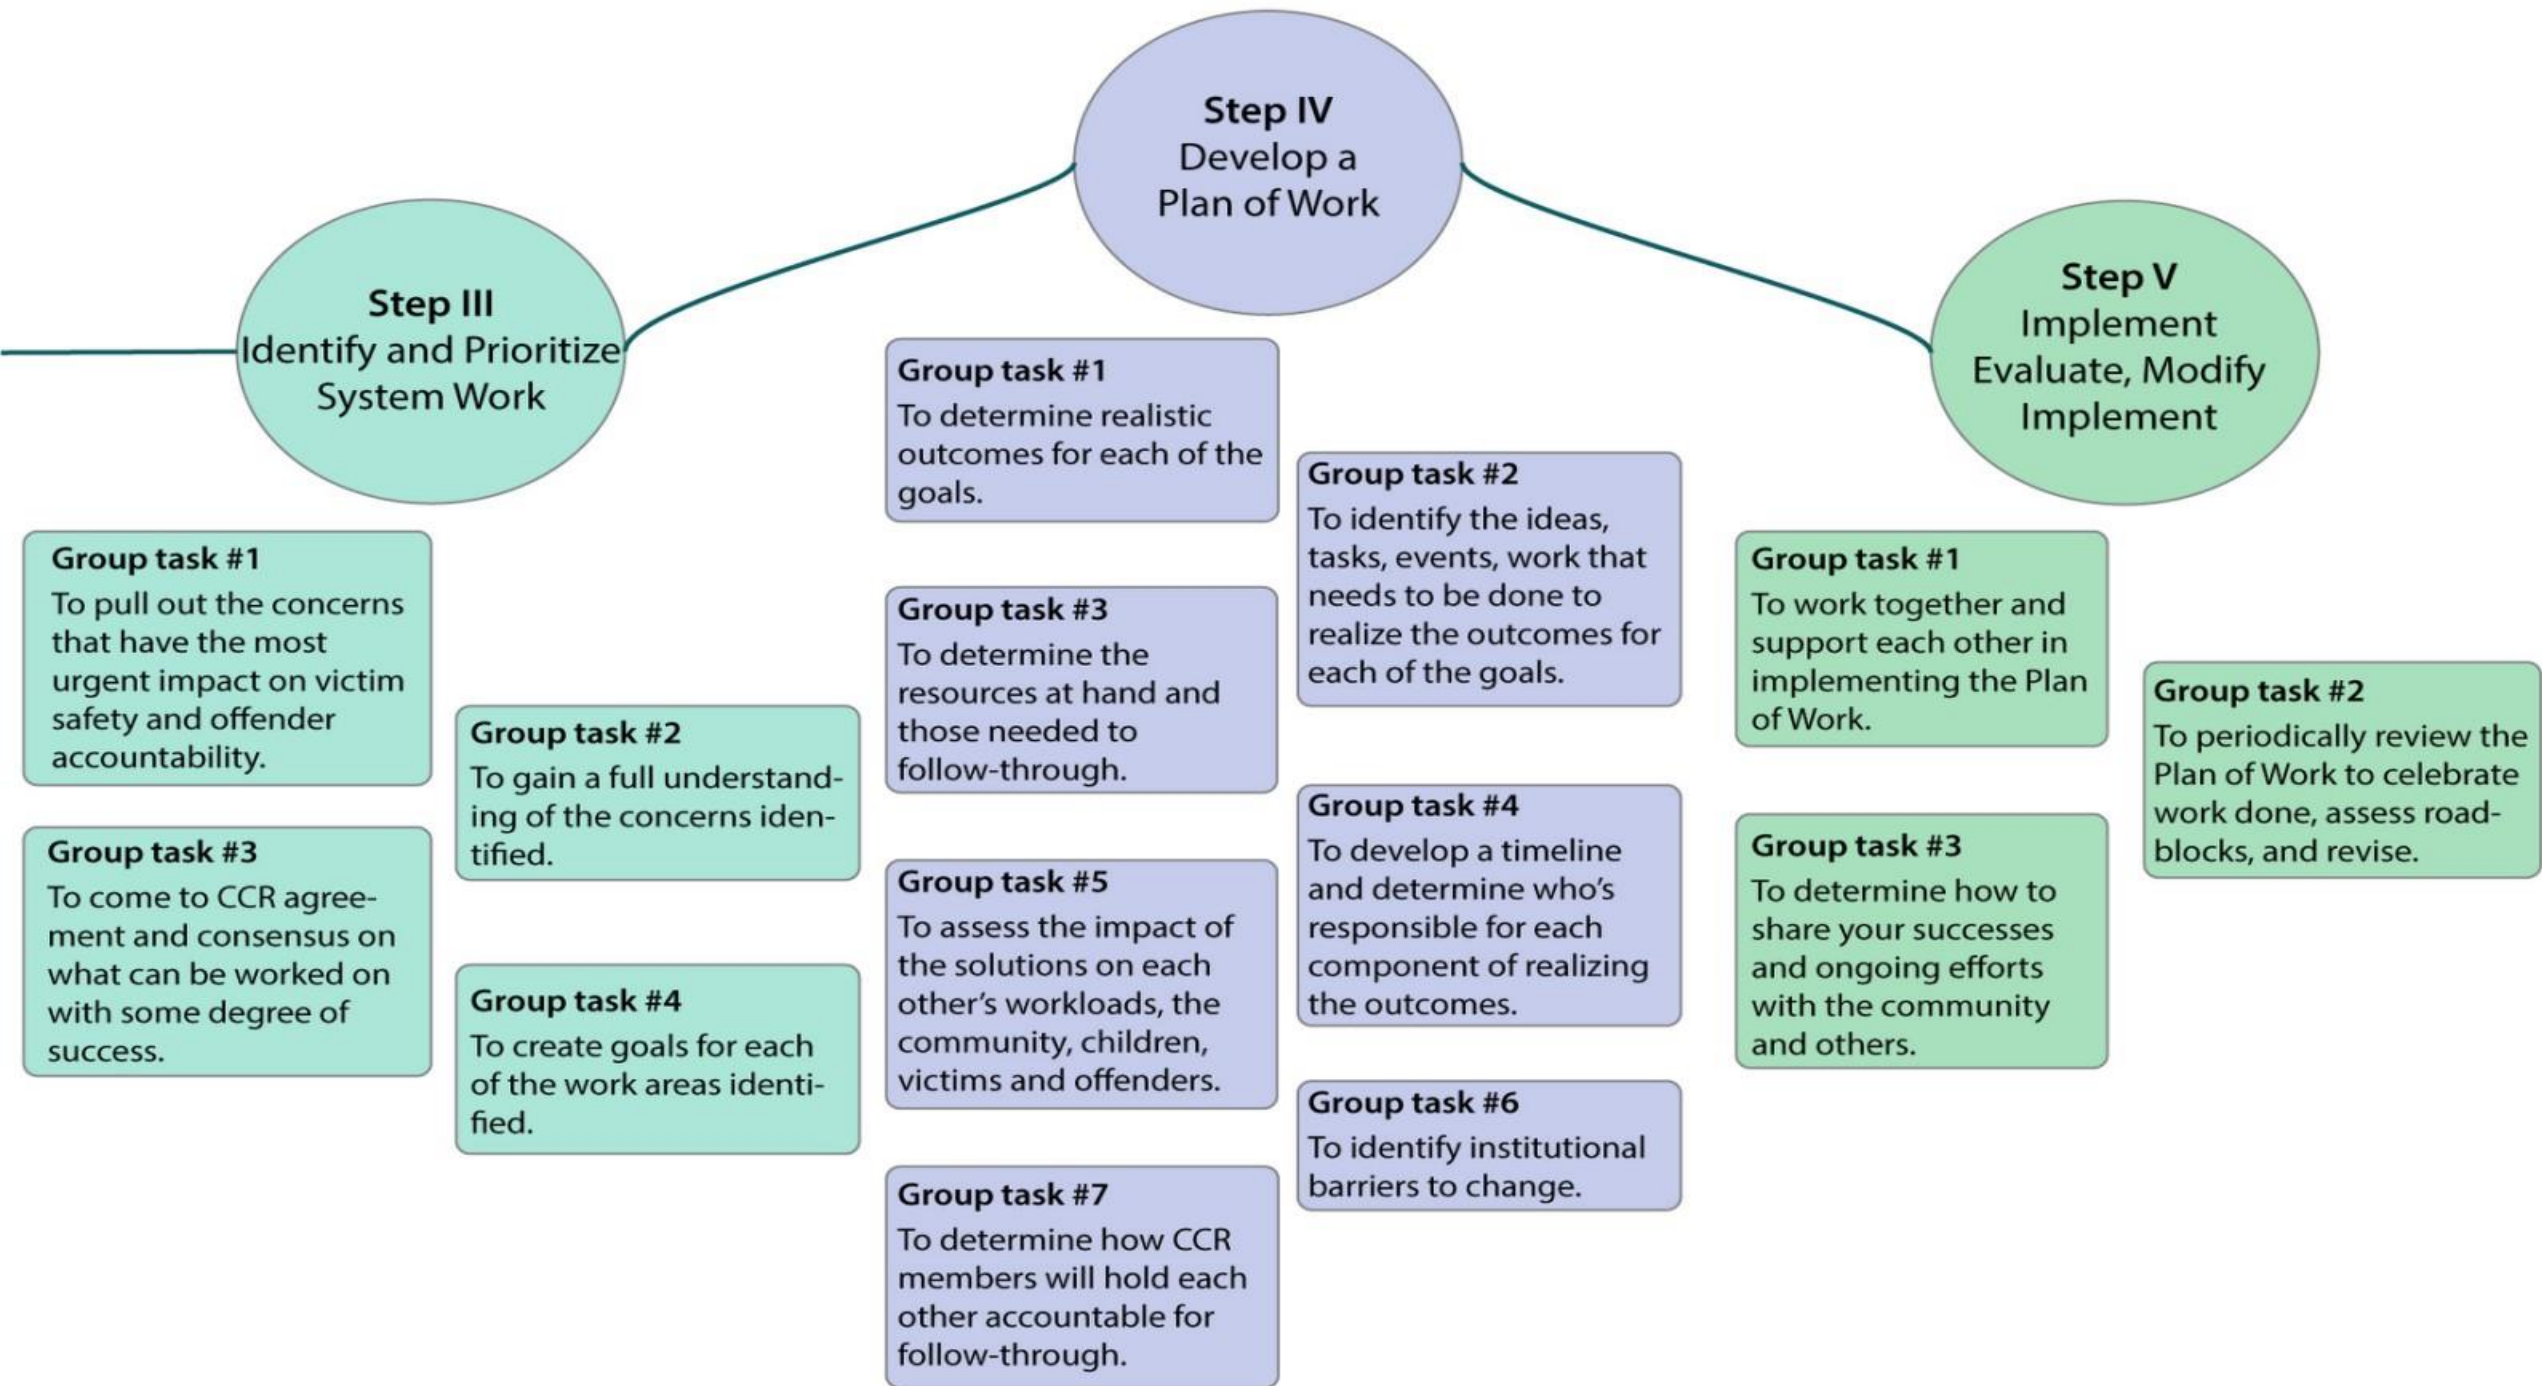 Step III
Identify and Prioritize
System Work
Group task #1
To pull out the concerns
that have the most
urgent impact on victim
safety and offender
accountability.
Group task #2
To gain a full understand-
ing of the concerns iden-
tified.
Group task #3
To come to CCR agree-
ment and consensus on
what can be worked on
with some degree of
success.
Group task #4
To create goals for each
of the work areas identi-
fied.
Step IV
Develop a
Plan of Work
Group task #1
To determine realistic
outcomes for each of the
goals.
Group task #2
To identify the ideas,
tasks, events, work that
needs to be done to
realize the outcomes for
each of the goals.
Group task #3
To determine the
resources at hand and
those needed to
follow-through.
Group task #4
To develop a timeline
and determine who's
responsible for each
component of realizing
the outcomes.
Group task #5
To assess the impact of
the solutions on each
other's workloads, the
community, children,
victims and offenders.
Group task #6
To identify institutional
barriers to change.
Group task #7
To determine how CCR
members will hold each
other accountable for
follow-through.
Step V
Implement
Evaluate, Modify
Implement
Group task #1
To work together and
support each other in
implementing the Plan
of Work.
Group task #2
To periodically review the
Plan of Work to celebrate
work done, assess road-
blocks, and revise.
Group task #3
To determine how to
share your successes
and ongoing efforts
with the community
and others.